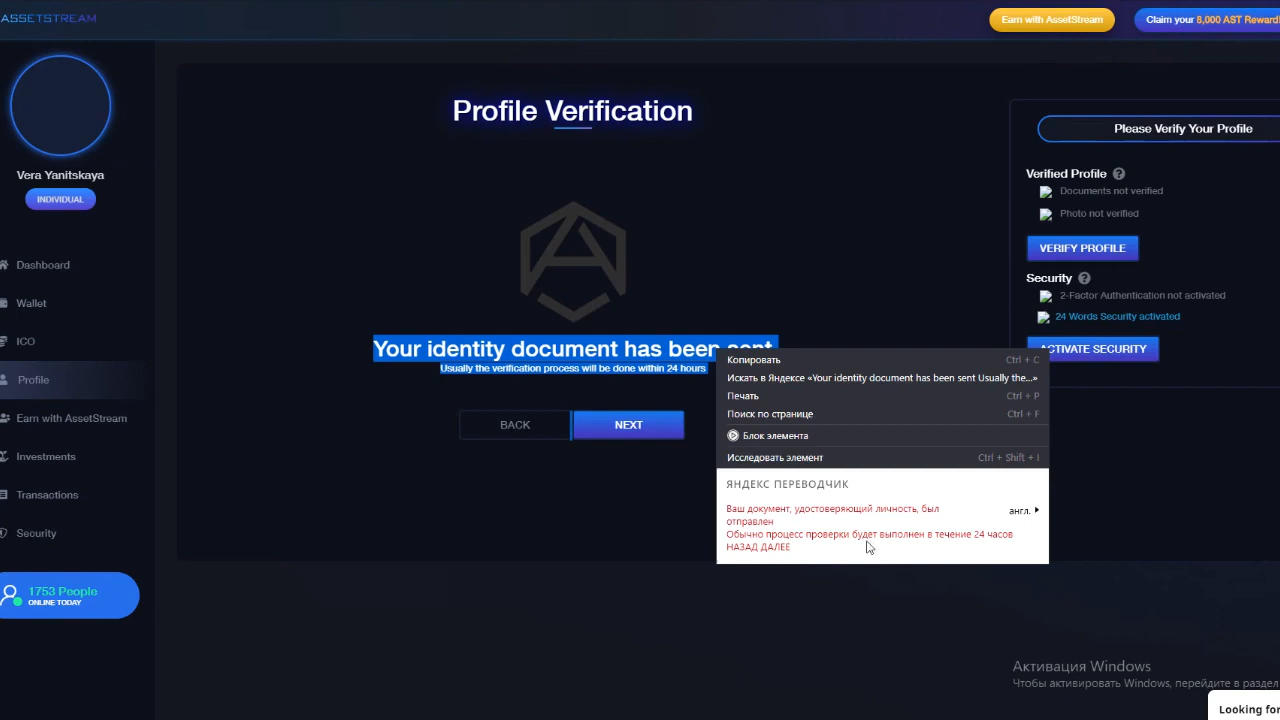 ASSETSTREAM
Earn with AssetStream
Claim your 8,000 AST Reward!
Vera Yanitskaya
INDIVIDUAL
Dashboard
Wallet
ICO
Profile
Earn with AssetStream
Investments
Transactions
Security
1753 People
ONLINE TODAY
Profile Verification
Your identity document has been sent
Usually the verification process will be done within 24 hours
BACK
NEXT
Please Verify Your Profile
Verified Profile ?
Documents not verified
Photo not verified
VERIFY PROFILE
Security ?
2-Factor Authentication not activated
24 Words Security activated
ACTIVATE SECURITY
Копировать Ctrl + C
Искать в Яндексе «Your identity document has been sent Usually the...»
Печать Ctrl + P
Поиск по странице Ctrl + F
Блок элемента
Исследовать элемент Ctrl + Shift + I
ЯНДЕКС ПЕРЕВОДЧИК
Ваш документ, удостоверяющий личность, был
отправлен
англ.
Обычно процесс проверки будет выполнен в течение 24 часов
НАЗАД ДАЛЕЕ
Активация Windows
Чтобы активировать Windows, перейдите в раздел
Looking for